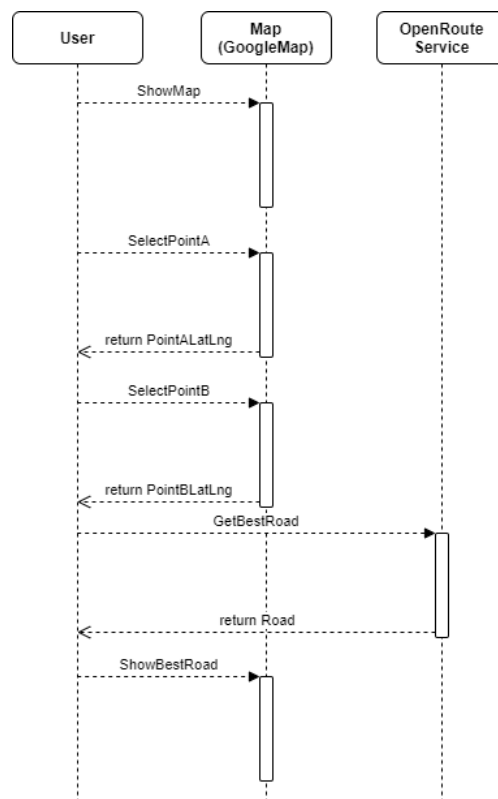 User
Map
(GoogleMap)
OpenRoute
Service
ShowMap
SelectPointA
return PointALatLng
SelectPointB
return PointBLatLng
GetBestRoad
return Road
ShowBestRoad